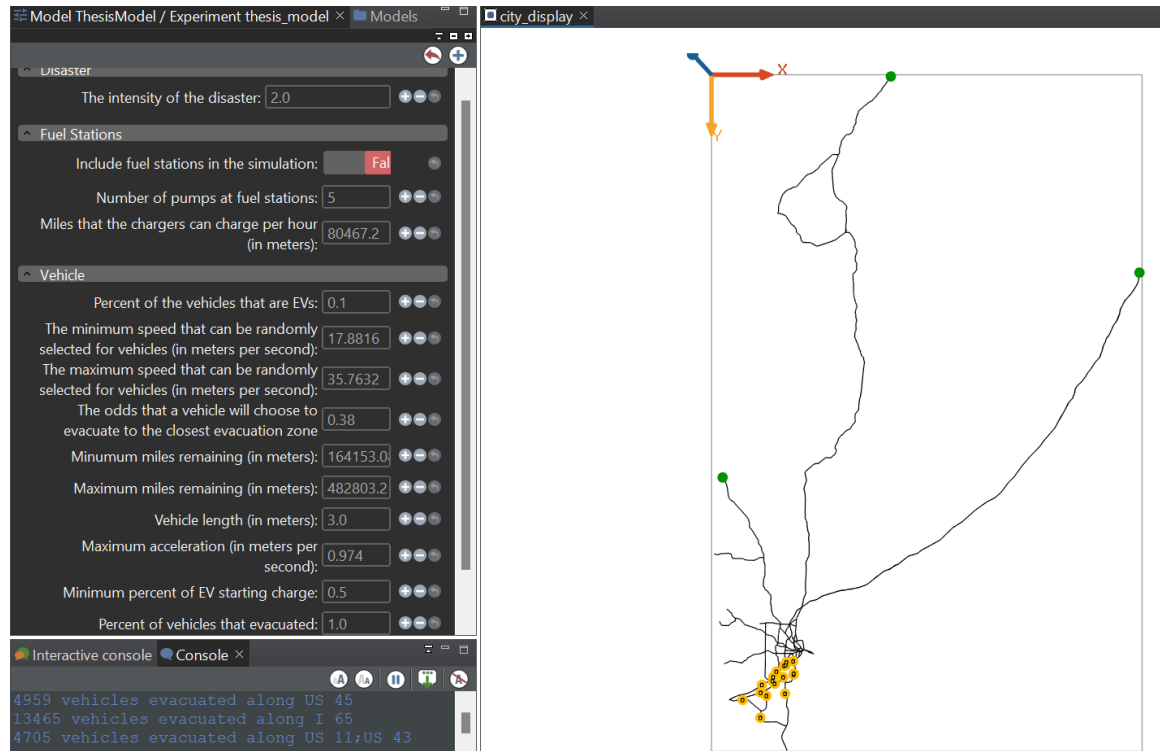 Model ThesisModel / Experiment thesis_model
Models
Disaster
The intensity of the disaster: 2.0
Fuel Stations
Include fuel stations in the simulation: Fal
Number of pumps at fuel stations: 5
Miles that the chargers can charge per hour
(in meters): 80467.2
Vehicle
Percent of the vehicles that are EVs: 0.1
The minimum speed that can be randomly
selected for vehicles (in meters per second): 17.8816
The maximum speed that can be randomly
selected for vehicles (in meters per second): 35.7632
The odds that a vehicle will choose to
evacuate to the closest evacuation zone 0.38
Minumum miles remaining (in meters): 164153.0
Maximum miles remaining (in meters): 482803.2
Vehicle length (in meters): 3.0
Maximum acceleration (in meters per
second): 0.974
Minimum percent of EV starting charge: 0.5
Percent of vehicles that evacuated: 1.0
Interactive console
Console
4959 vehicles evacuated along US 45
13465 vehicles evacuated along I 65
4705 vehicles evacuated along US 11;US 43
city_display
X
Y